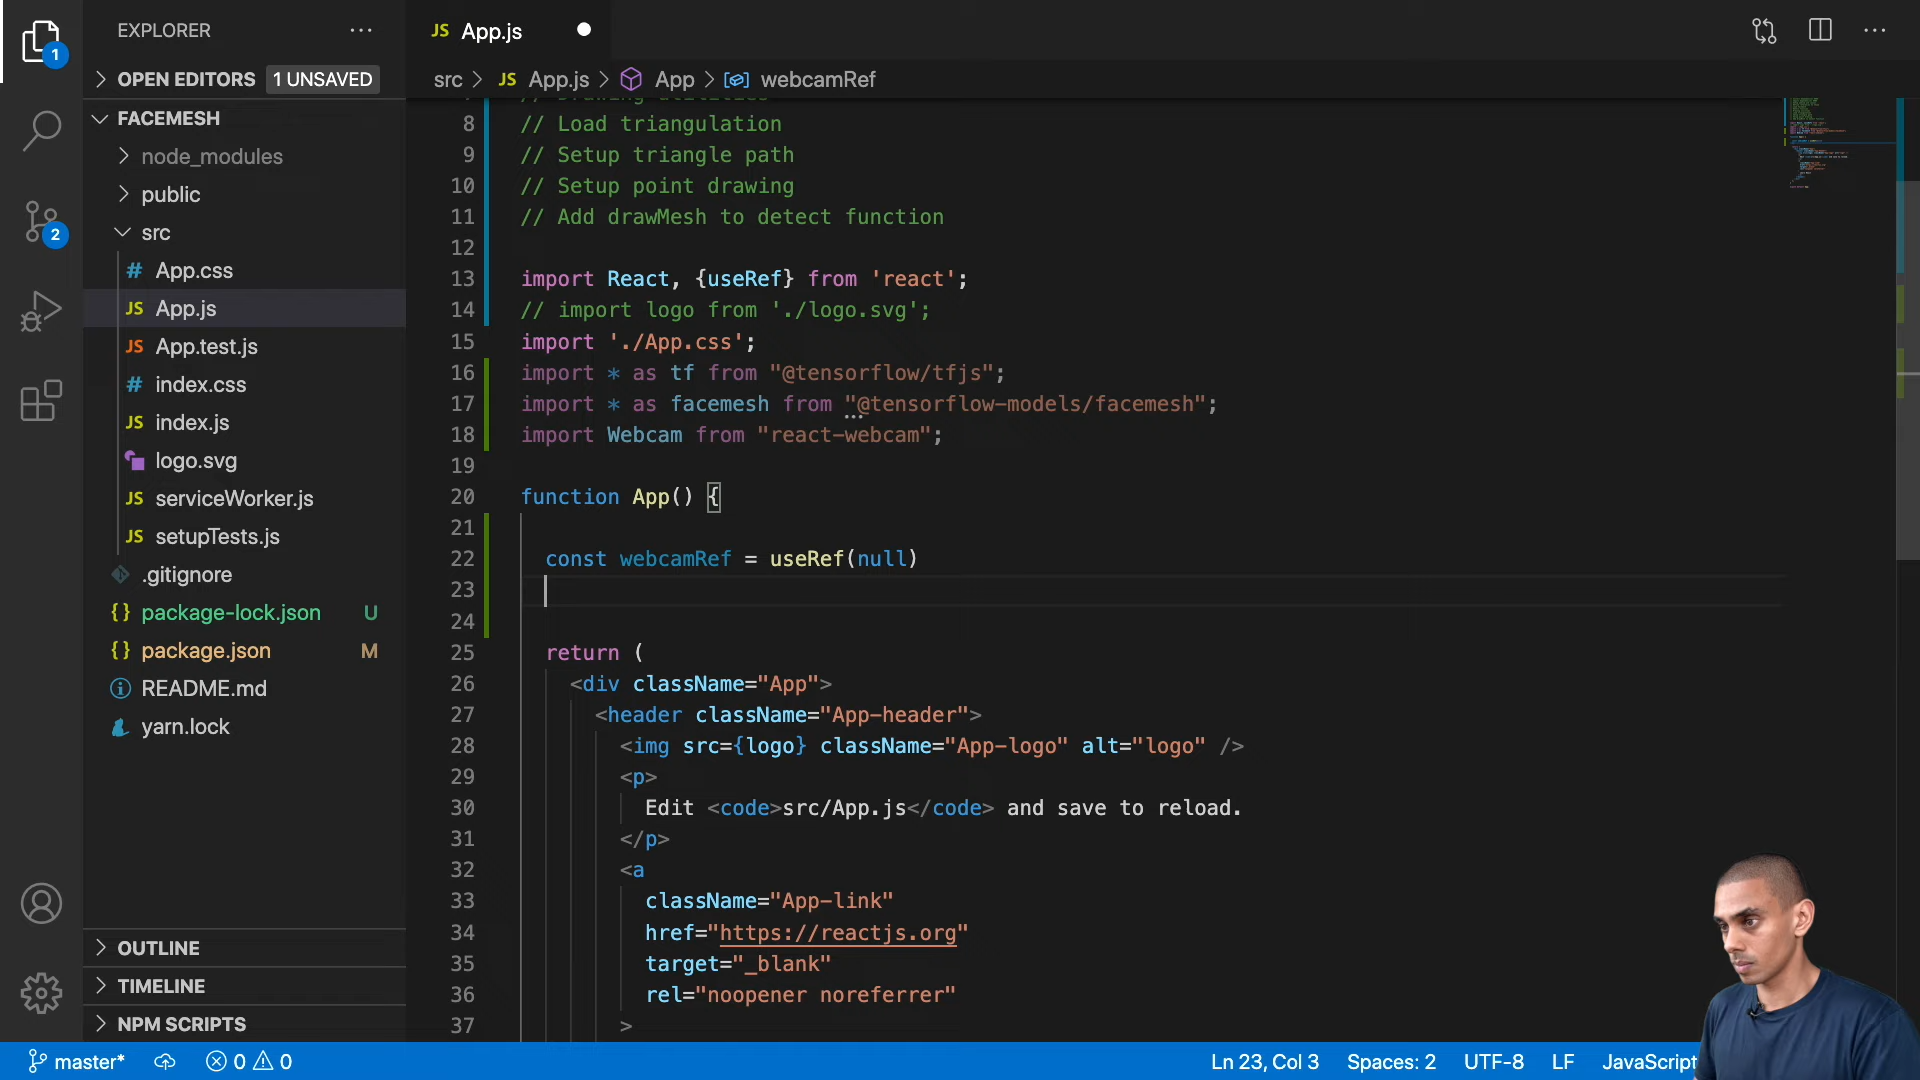 EXPLORER
OPEN EDITORS 1 UNSAVED
FACEMESH
node_modules
public
src
# App.css
JS App.js
JS App.test.js
# index.css
JS index.js
logo.svg
JS serviceWorker.js
JS setupTests.js
.gitignore
{} package-lock.json U
{} package.json M
README.md
yarn.lock
OUTLINE
TIMELINE
NPM SCRIPTS
1
2
JS App.js
src > JS App.js > App > webcamRef
8 // Load triangulation
9 // Setup triangle path
10 // Setup point drawing
11 // Add drawMesh to detect function
12
13 import React, {useRef} from 'react';
14 // import logo from './logo.svg';
15 import './App.css';
16 import * as tf from "@tensorflow/tfjs";
17 import * as facemesh from "@tensorflow-models/facemesh";
18 import Webcam from "react-webcam";
19
20 function App() {
21
22 const webcamRef = useRef(null)
23
24
25 return (
26 <div className="App">
27 <header className="App-header">
28 <img src={logo} className="App-logo" alt="logo" />
29 <p>
30 Edit <code>src/App.js</code> and save to reload.
31 </p>
32 <a
33 className="App-link"
34 href="https://reactjs.org"
35 target="_blank"
36 rel="noopener noreferrer"
37 >
master* 0 0 Ln 23, Col 3 Spaces: 2 UTF-8 LF JavaScript